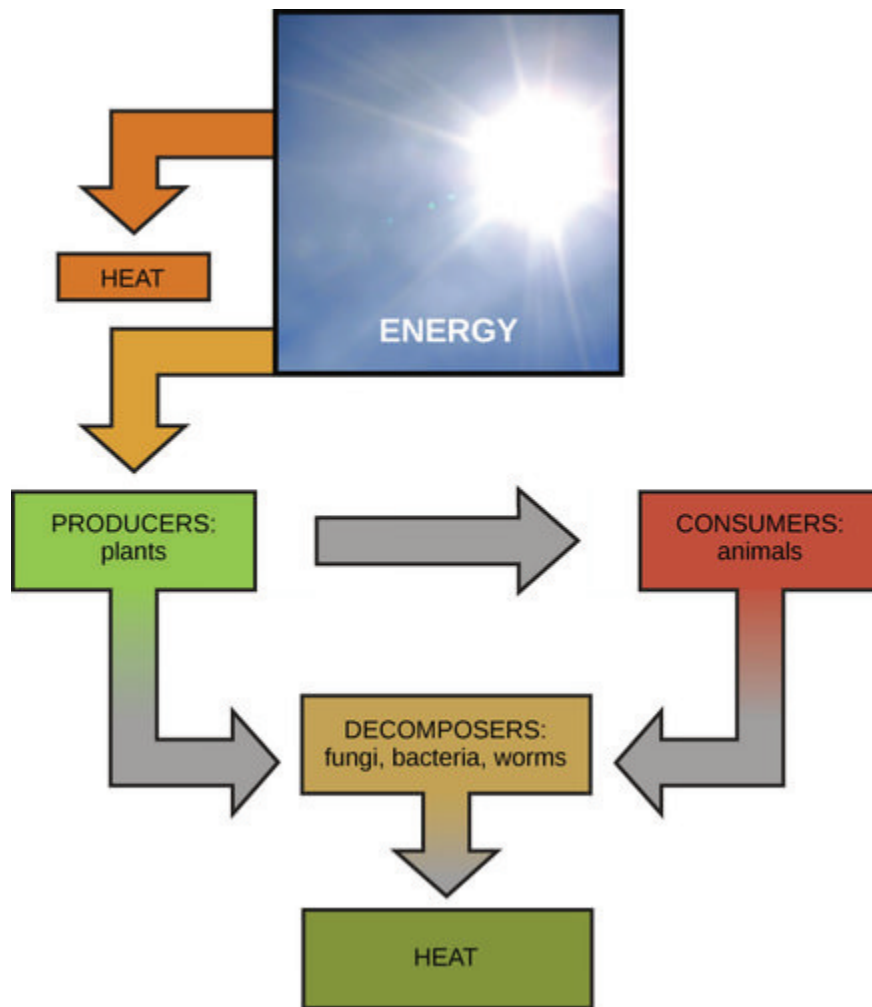 HEAT
ENERGY
PRODUCERS:
plants
CONSUMERS:
animals
DECOMPOSERS:
fungi, bacteria, worms
HEAT